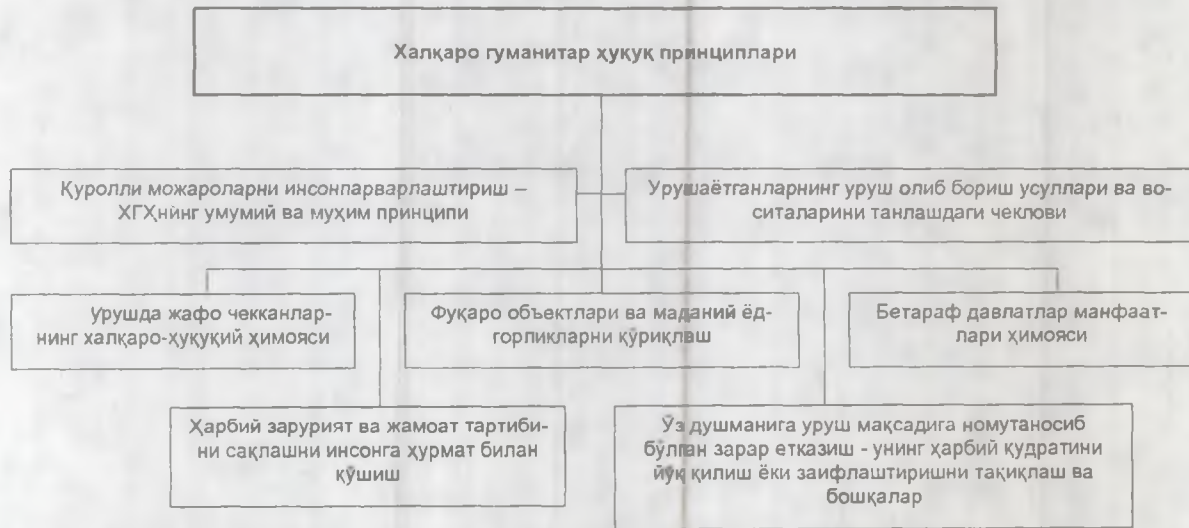 Халқаро гуманитар ҳуқуқ принциплари
Қуролли можароларни инсонпарварлаштириш –
ХГҲнинг умумий ва муҳим принципи
Урушаётганларнинг уруш олиб бориш усуллари ва во-
ситаларини танлашдаги чеклови
Урушда жафо чекканлар-
нинг халқаро-ҳуқуқий ҳимояси
Фуқаро объектлари ва маданий ёд-
горликларни қўриқлаш
Бетараф давлатлар манфаат-
лари ҳимояси
Ҳарбий зарурият ва жамоат тартиби-
ни сақлашни инсонга ҳурмат билан
қўшиш
Ўз душманига уруш мақсадига номутаносиб
бўлган зарар етказиш - унинг ҳарбий қудратини
йўқ қилиш ёки заифлаштиришни тақиқлаш ва
бошқалар